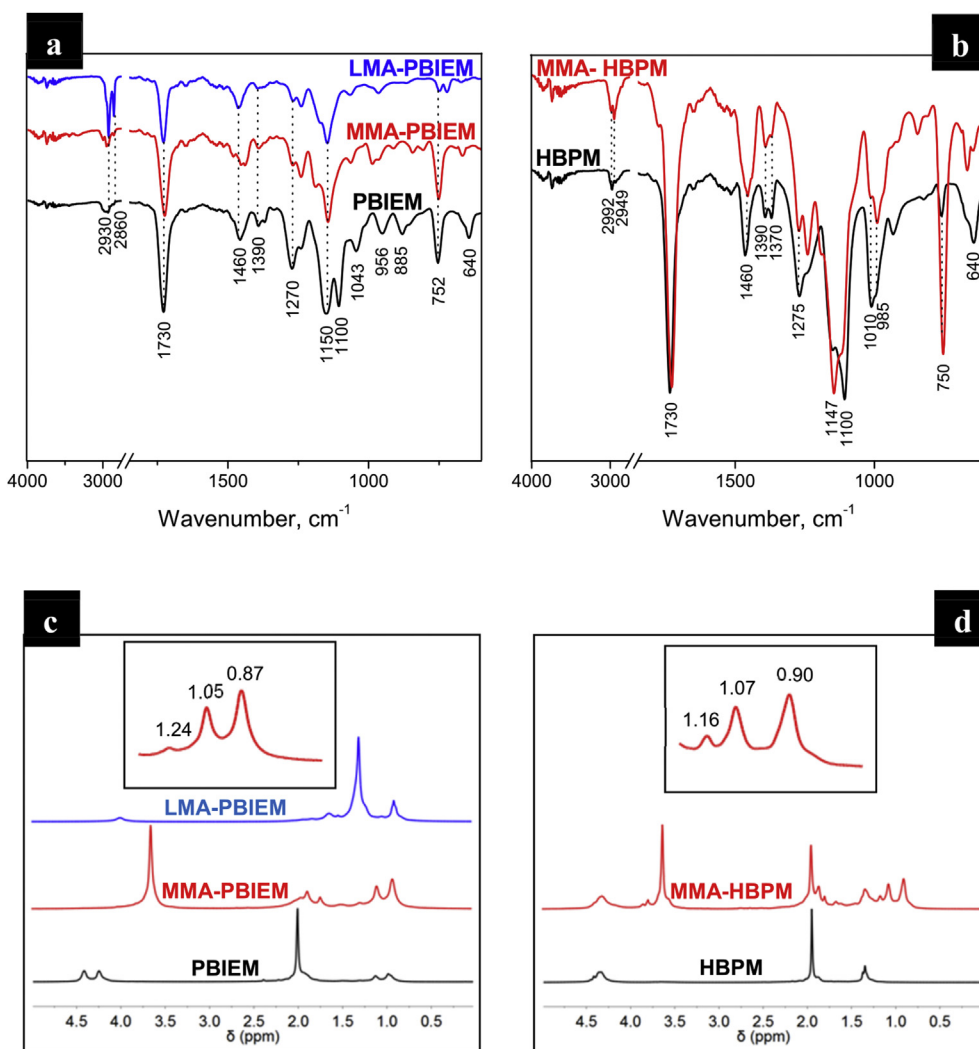 a
LMA-PBIEM
MMA-PBIEM
PBIEM
2930
2860
1730
1460
1390
1270
1150
1100
1043
956
885
752
640
4000 3000 1500 1000
Wavenumber, cm-1
b
MMA- HBPM
HBPM
2992
2949
1730
1460
1390
1370
1275
1147
1100
1010
985
750
640
4000 3000 1500 1000
Wavenumber, cm-1
c
1.24 1.05 0.87
LMA-PBIEM
MMA-PBIEM
PBIEM
4.5 4.0 3.5 3.0 2.5 2.0 1.5 1.0 0.5
δ (ppm)
d
1.16 1.07 0.90
MMA-HBPM
HBPM
4.5 4.0 3.5 3.0 2.5 2.0 1.5 1.0 0.5
δ (ppm)